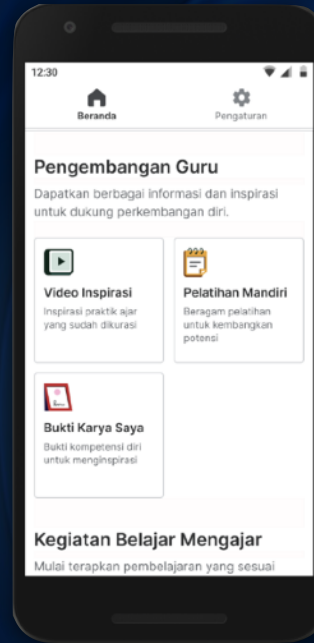 12:30
Beranda
Pengaturan
Pengembangan Guru
Dapatkan berbagai informasi dan inspirasi
untuk dukung perkembangan diri.
Video Inspirasi
Inspirasi praktik ajar
yang sudah dikurasi
Pelatihan Mandiri
Beragam pelatihan
untuk kembangkan
potensi
Bukti Karya Saya
Bukti kompetensi diri
untuk menginspirasi
Kegiatan Belajar Mengajar
Mulai terapkan pembelajaran yang sesuai